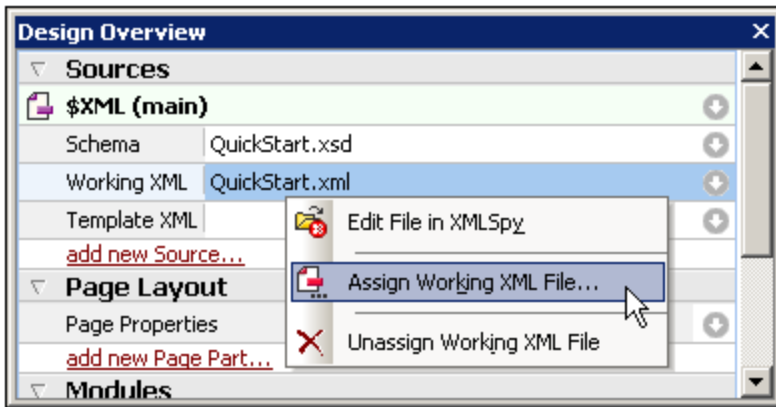 Design Overview
Sources
$XML (main)
Schema QuickStart.xsd
Working XML QuickStart.xml
Template XML
Edit File in XMLSpy
add new Source...
Assign Working XML File...
Page Layout
Page Properties
Unassign Working XML File
add new Page Part...
Modules